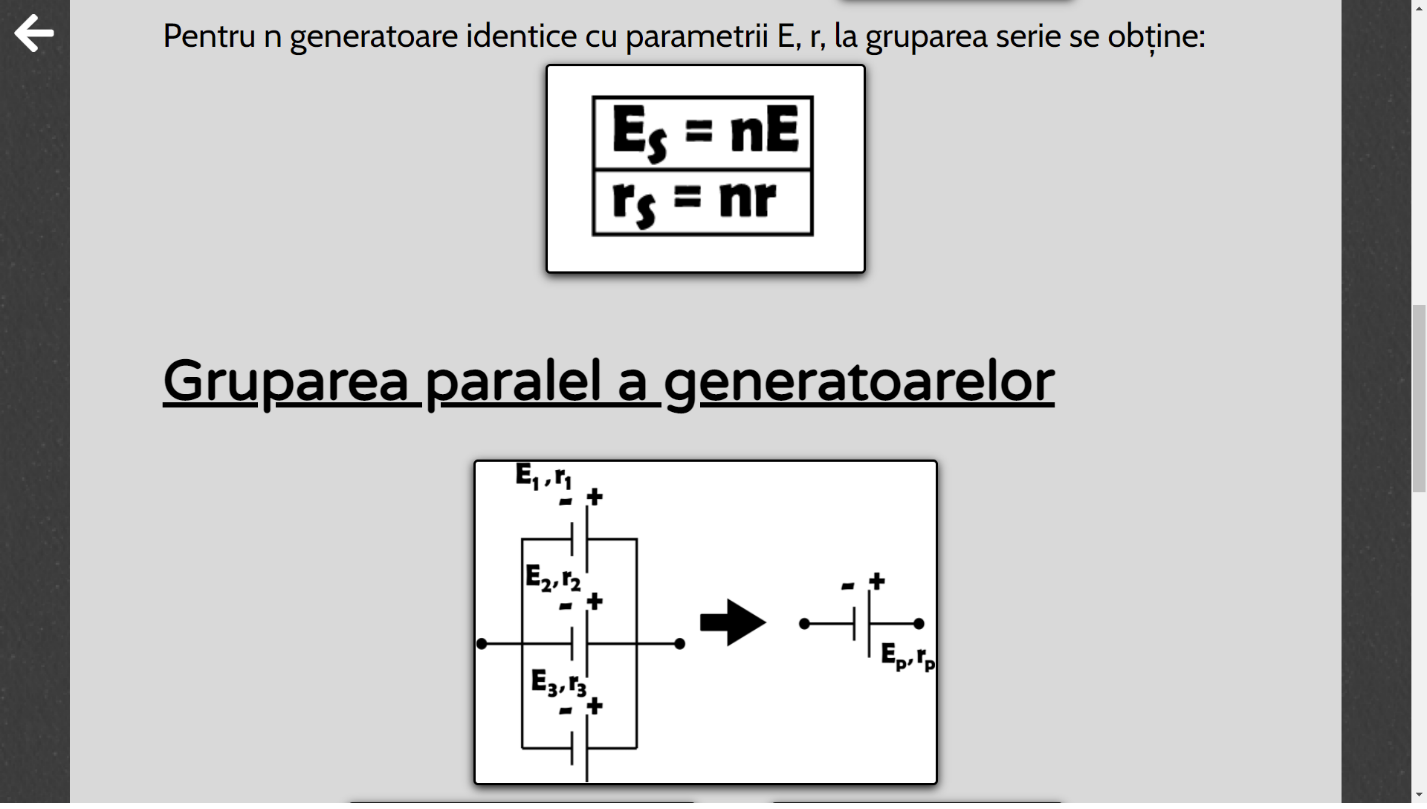 Pentru n generatoare identice cu parametrii E, r, la gruparea serie se obține:
Es = nE
rs = nr
Gruparea paralel a generatoarelor
E1,r1
- +
E2,r2
- +
E3,r3
- +
- +
Ep,rp